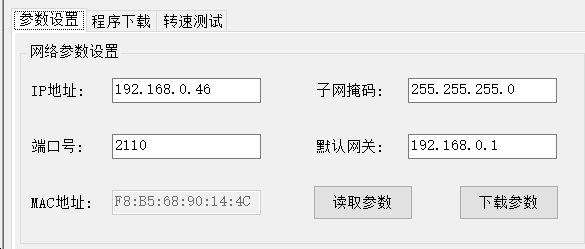 参数设置 程序下载 转速测试
网络参数设置
IP地址: 192.168.0.46 子网掩码: 255.255.255.0
端口号: 2110 默认网关: 192.168.0.1
MAC地址: F8:B5:68:90:14:4C 读取参数 下载参数